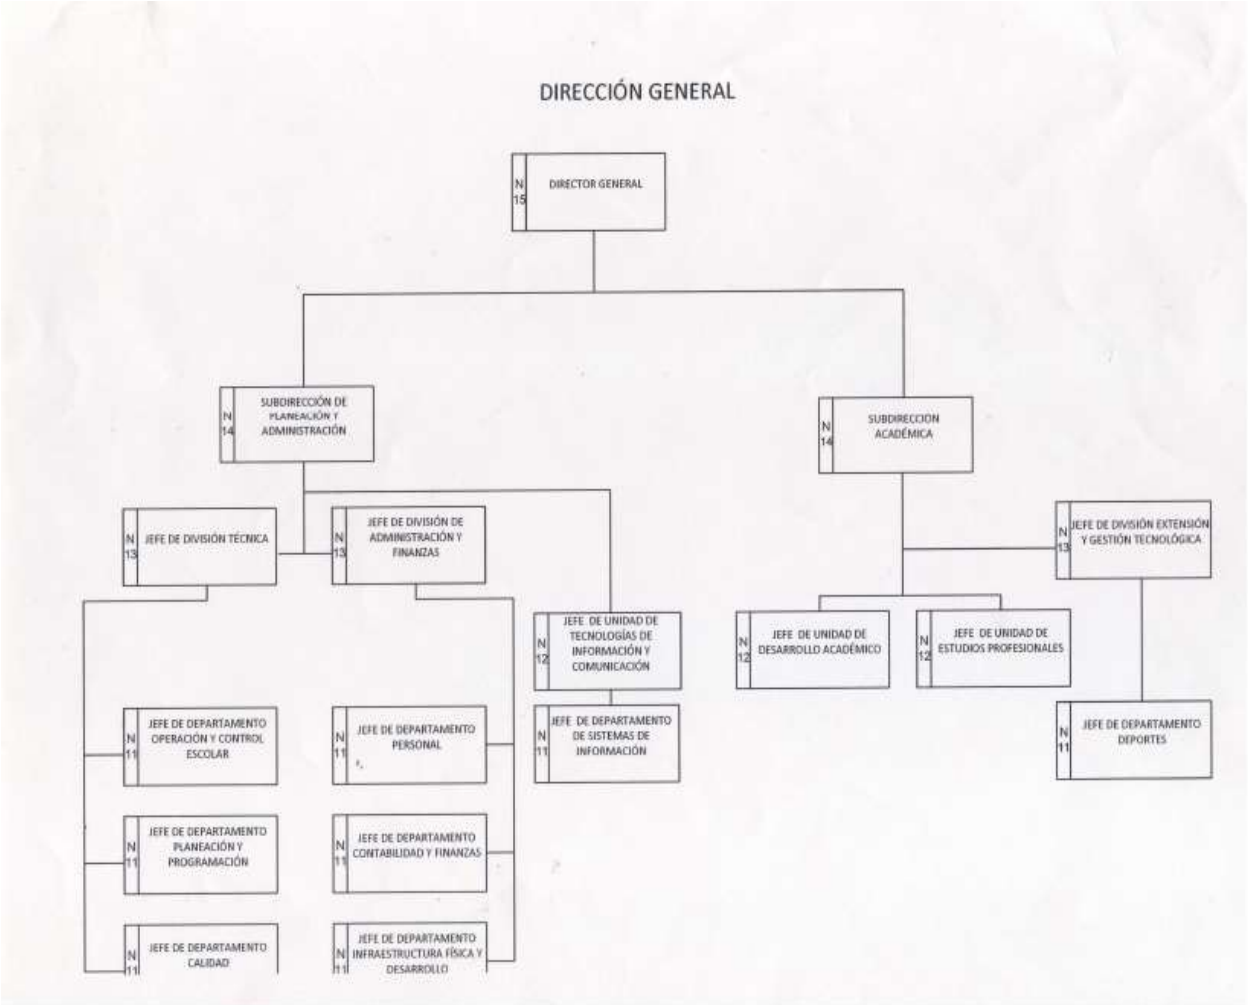 DIRECCIÓN GENERAL
N
15
DIRECTOR GENERAL
N
14
SUBDIRECCIÓN DE
PLANEACIÓN Y
ADMINISTRACIÓN
N
14
SUBDIRECCION
ACADÉMICA
N
13
JEFE DE DIVISIÓN TÉCNICA
N
13
JEFE DE DIVISIÓN DE
ADMINISTRACIÓN Y
FINANZAS
N
13
JEFE DE DIVISIÓN EXTENSIÓN
Y GESTIÓN TECNOLÓGICA
N
12
JEFE DE UNIDAD DE
TECNOLOGÍAS DE
INFORMACIÓN Y
COMUNICACIÓN
N
12
JEFE DE UNIDAD DE
DESARROLLO ACADÉMICO
N
12
JEFE DE UNIDAD DE
ESTUDIOS PROFESIONALES
N
11
JEFE DE DEPARTAMENTO
OPERACIÓN Y CONTROL
ESCOLAR
N
11
JEFE DE DEPARTAMENTO
PERSONAL
N
11
JEFE DE DEPARTAMENTO
DE SISTEMAS DE
INFORMACIÓN
N
11
JEFE DE DEPARTAMENTO
DEPORTES
N
11
JEFE DE DEPARTAMENTO
PLANEACIÓN Y
PROGRAMACIÓN
N
11
JEFE DE DEPARTAMENTO
CONTABILIDAD Y FINANZAS
N
11
JEFE DE DEPARTAMENTO
CALIDAD
N
11
JEFE DE DEPARTAMENTO
INFRAESTRUCTURA FÍSICA Y
DESARROLLO